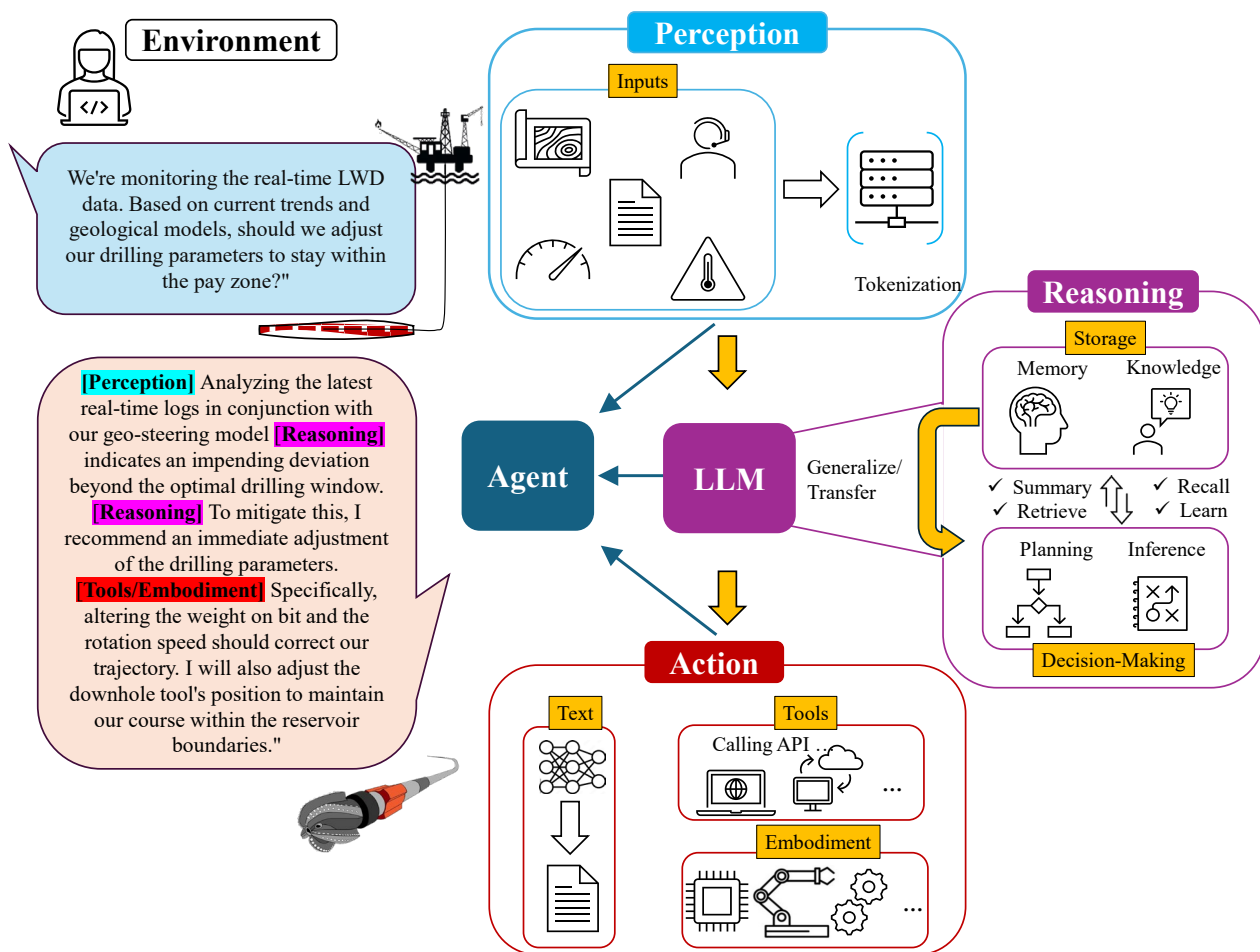 Environment
We're monitoring the real-time LWD
data. Based on current trends and
geological models, should we adjust
our drilling parameters to stay within
the pay zone?"
[Perception] Analyzing the latest
real-time logs in conjunction with
our geo-steering model [Reasoning]
indicates an impending deviation
beyond the optimal drilling window.
[Reasoning] To mitigate this, I
recommend an immediate adjustment
of the drilling parameters.
[Tools/Embodiment] Specifically,
altering the weight on bit and the
rotation speed should correct our
trajectory. I will also adjust the
downhole tool's position to maintain
our course within the reservoir
boundaries."
Perception
Inputs
Tokenization
Agent
LLM
Generalize/
Transfer
Reasoning
Storage
Memory
Knowledge
✓ Summary
✓ Retrieve
✓ Recall
✓ Learn
Planning
Inference
Decision-Making
Action
Text
Tools
Calling API ...
...
Embodiment
...